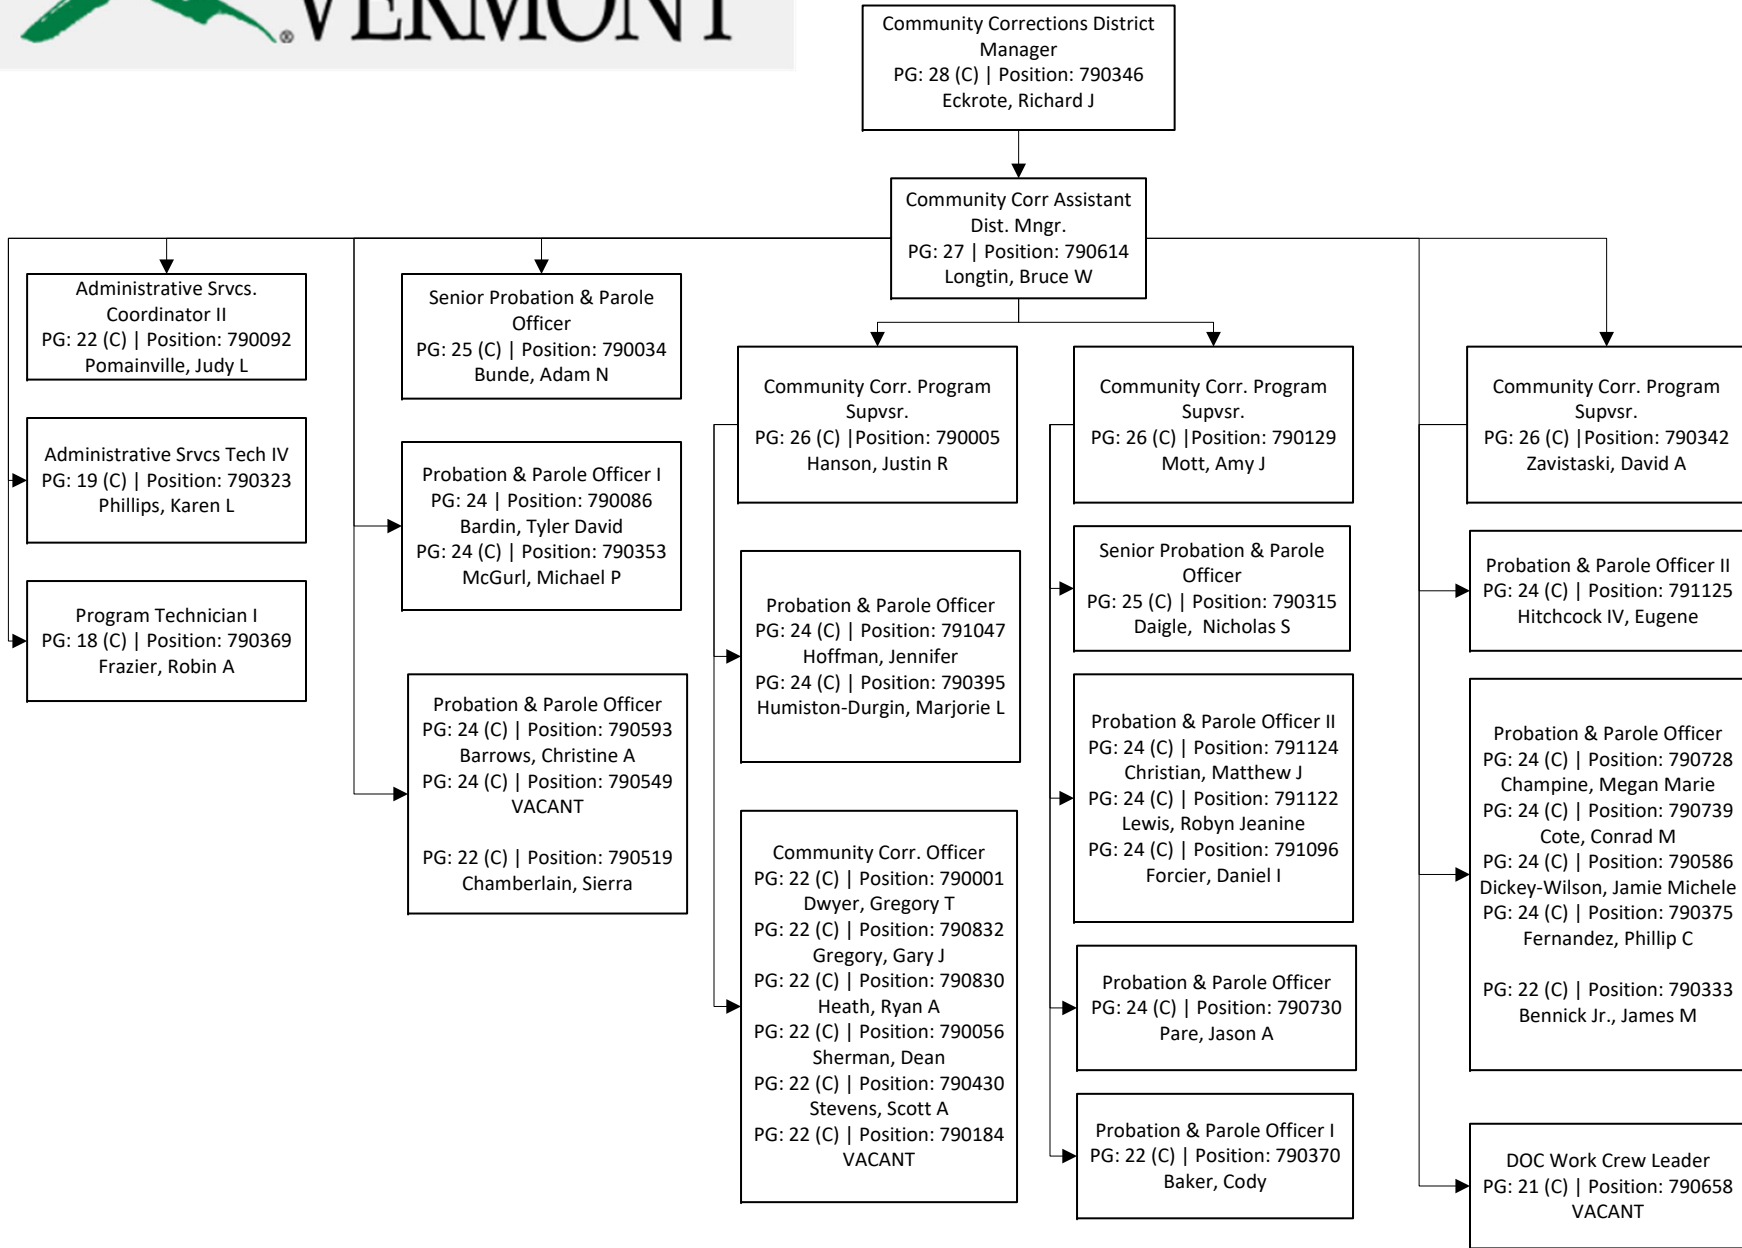 VERMONT
®
Community Corrections District
Manager
PG: 28 (C) | Position: 790346
Eckrote, Richard J
Community Corr Assistant
Dist. Mngr.
PG: 27 | Position: 790614
Longtin, Bruce W
Administrative Srvcs.
Coordinator II
PG: 22 (C) | Position: 790092
Pomainville, Judy L
Administrative Srvcs Tech IV
PG: 19 (C) | Position: 790323
Phillips, Karen L
Program Technician I
PG: 18 (C) | Position: 790369
Frazier, Robin A
Senior Probation & Parole
Officer
PG: 25 (C) | Position: 790034
Bunde, Adam N
Probation & Parole Officer I
PG: 24 | Position: 790086
Bardin, Tyler David
PG: 24 (C) | Position: 790353
McGurl, Michael P
Probation & Parole Officer
PG: 24 (C) | Position: 790593
Barrows, Christine A
PG: 24 (C) | Position: 790549
VACANT
PG: 22 (C) | Position: 790519
Chamberlain, Sierra
Community Corr. Program
Supvsr.
PG: 26 (C) |Position: 790005
Hanson, Justin R
Probation & Parole Officer
PG: 24 (C) | Position: 791047
Hoffman, Jennifer
PG: 24 (C) | Position: 790395
Humiston-Durgin, Marjorie L
Community Corr. Officer
PG: 22 (C) | Position: 790001
Dwyer, Gregory T
PG: 22 (C) | Position: 790832
Gregory, Gary J
PG: 22 (C) | Position: 790830
Heath, Ryan A
PG: 22 (C) | Position: 790056
Sherman, Dean
PG: 22 (C) | Position: 790430
Stevens, Scott A
PG: 22 (C) | Position: 790184
VACANT
Community Corr. Program
Supvsr.
PG: 26 (C) |Position: 790129
Mott, Amy J
Senior Probation & Parole
Officer
PG: 25 (C) | Position: 790315
Daigle,  Nicholas S
Probation & Parole Officer II
PG: 24 (C) | Position: 791124
Christian, Matthew J
PG: 24 (C) | Position: 791122
Lewis, Robyn Jeanine
PG: 24 (C) | Position: 791096
Forcier, Daniel I
Probation & Parole Officer
PG: 24 (C) | Position: 790730
Pare, Jason A
Probation & Parole Officer I
PG: 22 (C) | Position: 790370
Baker, Cody
Community Corr. Program
Supvsr.
PG: 26 (C) |Position: 790342
Zavistaski, David A
Probation & Parole Officer II
PG: 24 (C) | Position: 791125
Hitchcock IV, Eugene
Probation & Parole Officer
PG: 24 (C) | Position: 790728
Champine, Megan Marie
PG: 24 (C) | Position: 790739
Cote, Conrad M
PG: 24 (C) | Position: 790586
Dickey-Wilson, Jamie Michele
PG: 24 (C) | Position: 790375
Fernandez, Phillip C
PG: 22 (C) | Position: 790333
Bennick Jr., James M
DOC Work Crew Leader
PG: 21 (C) | Position: 790658
VACANT